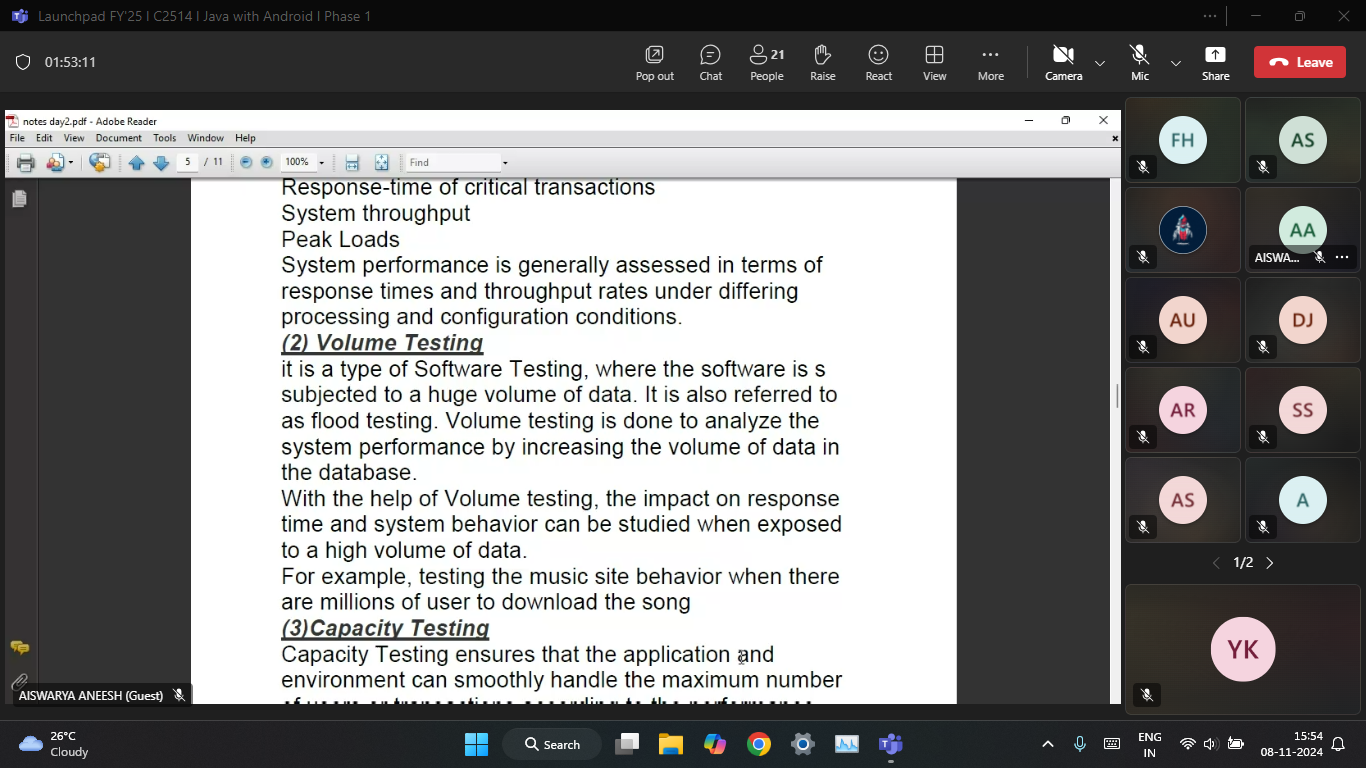 Launchpad FY'25 | C2514 | Java with Android | Phase 1
01:53:11
Pop out
Chat
21
People
Raise
React
View
More
Camera
Mic
Share
Leave
notes day2.pdf - Adobe Reader
File Edit View Document Tools Window Help
5 / 11
100%
Find
Response-time of critical transactions
System throughput
Peak Loads
System performance is generally assessed in terms of
response times and throughput rates under differing
processing and configuration conditions.
(2) Volume Testing
it is a type of Software Testing, where the software is s
subjected to a huge volume of data. It is also referred to
as flood testing. Volume testing is done to analyze the
system performance by increasing the volume of data in
the database.
With the help of Volume testing, the impact on response
time and system behavior can be studied when exposed
to a high volume of data.
For example, testing the music site behavior when there
are millions of user to download the song
(3)Capacity Testing
Capacity Testing ensures that the application and
environment can smoothly handle the maximum number
of users or transactions according to the performance
AISWARYA ANEESH (Guest)
FH
AS
AA
AISWA...
AU
DJ
AR
SS
AS
A
1/2
YK
26°C
Cloudy
Search
ENG
IN
15:54
08-11-2024